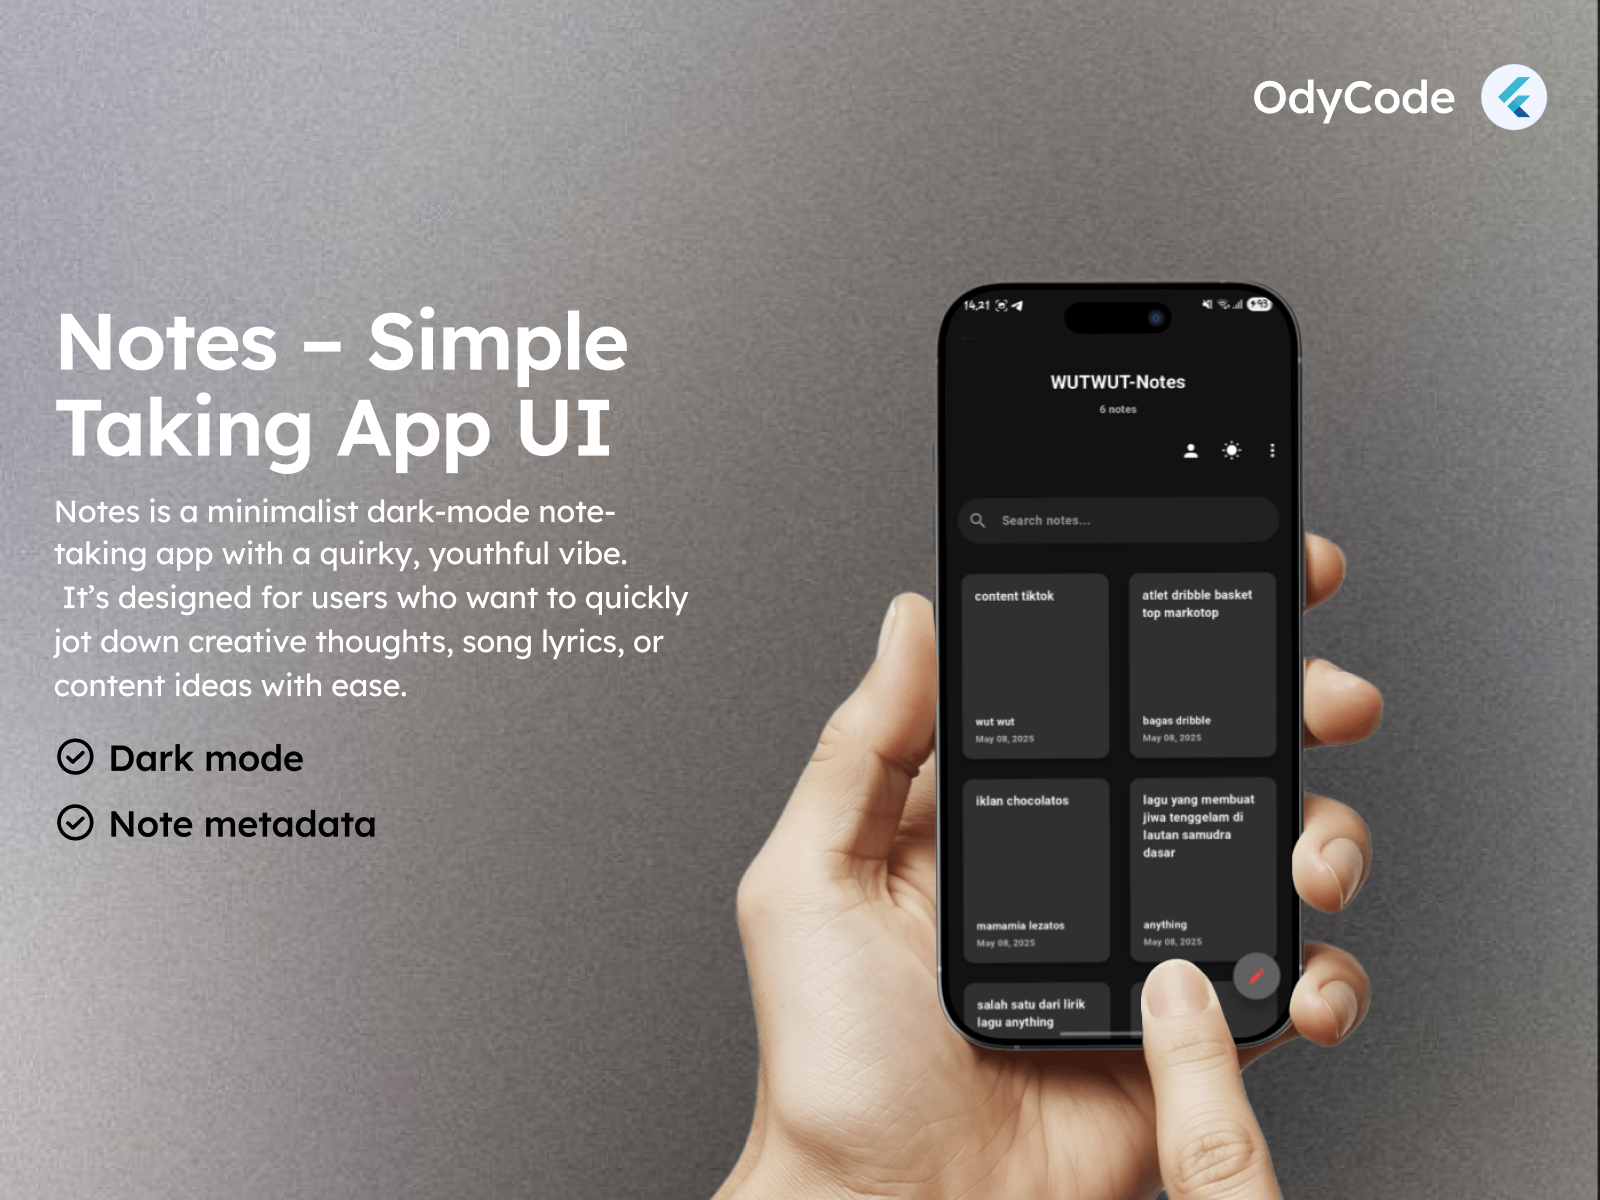 OdyCode
Notes – Simple
Taking App UI
Notes is a minimalist dark-mode note-
taking app with a quirky, youthful vibe.
It’s designed for users who want to quickly
jot down creative thoughts, song lyrics, or
content ideas with ease.
Dark mode
Note metadata
14.21
93
WUTWUT-Notes
6 notes
Search notes...
content tiktok
wut wut
May 08, 2025
atlet dribble basket
top markotop
bagas dribble
May 08, 2025
iklan chocolatos
mamamia lezatos
May 08, 2025
lagu yang membuat
jiwa tenggelam di
lautan samudra
dasar
anything
May 08, 2025
salah satu dari lirik
lagu anything